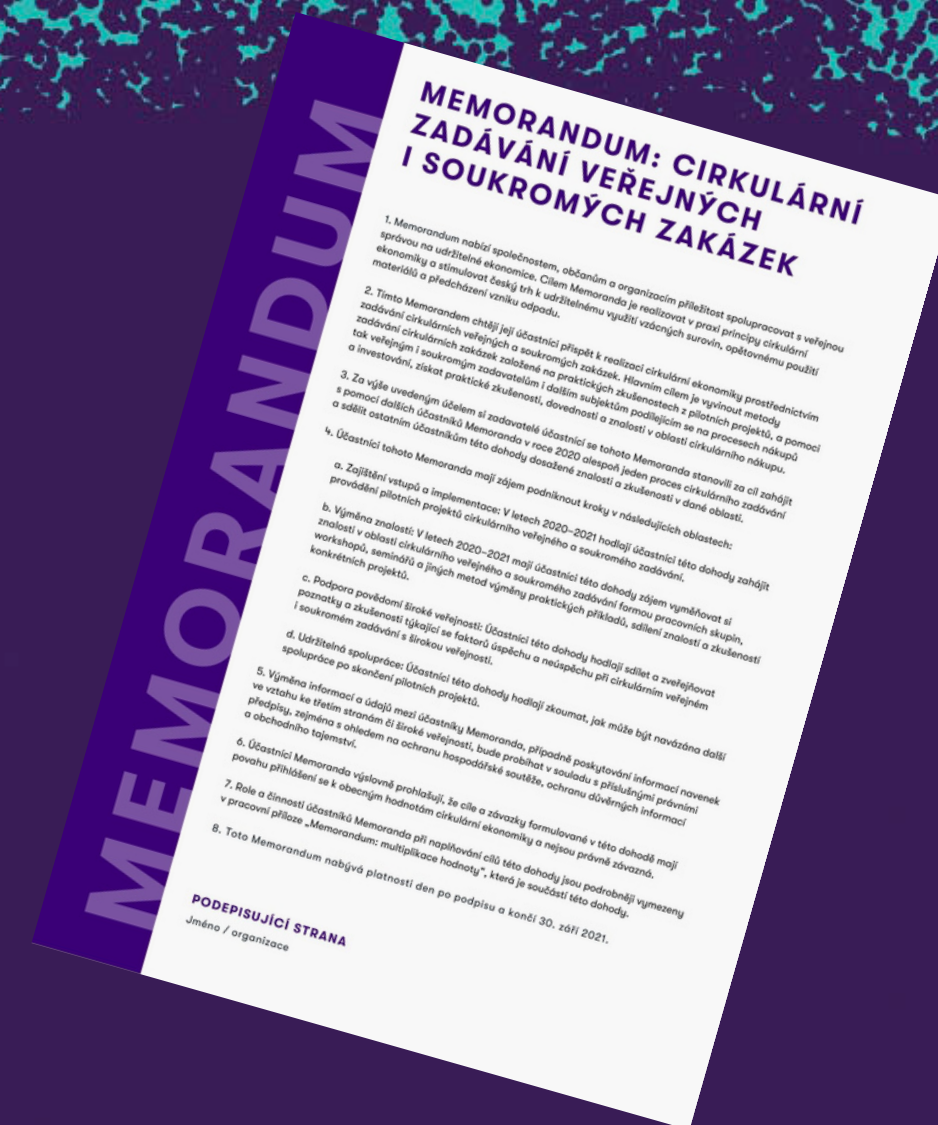 MEMORANDUM
MEMORANDUM: CIRKULÁRNÍ
ZADÁVÁNÍ VEŘEJNÝCH
I SOUKROMÝCH ZAKÁZEK
1. Memorandum nabízí společnostem, občanům a organizacím příležitost spolupracovat s veřejnou
správou na udržitelné ekonomice. Cílem Memoranda je realizovat v praxi principy cirkulární
ekonomiky a stimulovat český trh k udržitelnému využití vzácných surovin, opětovnému použití
materiálů a předcházení vzniku odpadu.
2. Tímto Memorandem chtějí její účastníci přispět k realizaci cirkulární ekonomiky prostřednictvím
zadávání cirkulárních veřejných a soukromých zakázek. Hlavním cílem je vyvinout metody
zadávání cirkulárních zakázek založené na praktických zkušenostech z pilotních projektů, a pomoci
tak veřejným i soukromým zadavatelům i dalším subjektům podílejícím se na procesech nákupů
a investování, získat praktické zkušenosti, dovednosti a znalosti v oblasti cirkulárního nákupu.
3. Za výše uvedeným účelem si zadavatelé účastnící se tohoto Memoranda stanovili za cíl zahájit
s pomocí dalších účastníků Memoranda v roce 2020 alespoň jeden proces cirkulárního zadávání
a sdělit ostatním účastníkům této dohody dosažené znalosti a zkušenosti v dané oblasti.
4. Účastníci tohoto Memoranda mají zájem podniknout kroky v následujících oblastech:
a. Zajištění vstupů a implementace: V letech 2020–2021 hodlají účastníci této dohody zahájit
provádění pilotních projektů cirkulárního veřejného a soukromého zadávání.
b. Výměna znalostí: V letech 2020–2021 mají účastníci této dohody zájem vyměňovat si
znalosti v oblasti cirkulárního veřejného a soukromého zadávání formou pracovních skupin,
workshopů, seminářů a jiných metod výměny praktických příkladů, sdílení znalostí a zkušeností
konkrétních projektů.
c. Podpora povědomí široké veřejnosti: Účastníci této dohody hodlají sdílet a zveřejňovat
poznatky a zkušenosti týkající se faktorů úspěchu a neúspěchu při cirkulárním veřejném
i soukromém zadávání s širokou veřejností.
d. Udržitelná spolupráce: Účastníci této dohody hodlají zkoumat, jak může být navázána další
spolupráce po skončení pilotních projektů.
5. Výměna informací a údajů mezi účastníky Memoranda, případně poskytování informací navenek
ve vztahu ke třetím stranám či široké veřejnosti, bude probíhat v souladu s příslušnými právními
předpisy, zejména s ohledem na ochranu hospodářské soutěže, ochranu důvěrných informací
a obchodního tajemství.
6. Účastníci Memoranda výslovně prohlašují, že cíle a závazky formulované v této dohodě mají
povahu přihlášení se k obecným hodnotám cirkulární ekonomiky a nejsou právně závazná.
7. Role a činnosti účastníků Memoranda při naplňování cílů této dohody jsou podrobněji vymezeny
v pracovní příloze „Memorandum: multiplikace hodnoty“, která je součástí této dohody.
8. Toto Memorandum nabývá platnosti den po podpisu a končí 30. září 2021.
PODEPISUJÍCÍ STRANA
Jméno / organizace